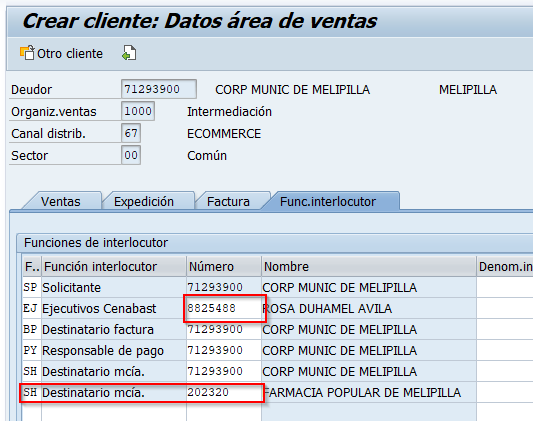 Crear cliente: Datos área de ventas
Otro cliente
Deudor 71293900 CORP MUNIC DE MELIPILLA MELIPILLA
Organiz.ventas 1000 Intermediación
Canal distrib. 67 ECOMMERCE
Sector 00 Común
Ventas Expedición Factura Func.interlocutor
Funciones de interlocutor
F.. Función interlocutor Número Nombre Denom.in
SP Solicitante 71293900 CORP MUNIC DE MELIPILLA
EJ Ejecutivos Cenabast 8825488 ROSA DUHAMEL AVILA
BP Destinatario factura 71293900 CORP MUNIC DE MELIPILLA
PY Responsable de pago 71293900 CORP MUNIC DE MELIPILLA
SH Destinatario mcía. 71293900 CORP MUNIC DE MELIPILLA
SH Destinatario mcía. 202320 FARMACIA POPULAR DE MELIPILLA